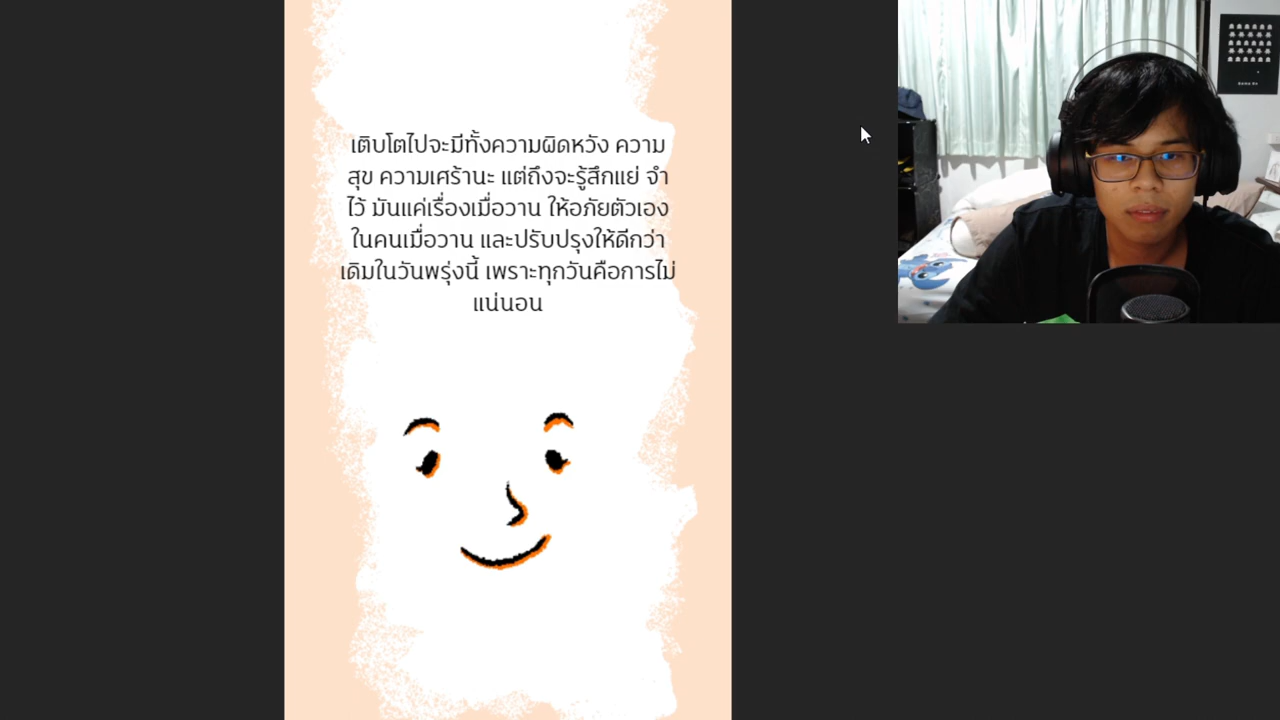 เติบโตไปจะมีทั้งความผิดหวัง ความ
สุข ความเศร้านะ แต่ถึงจะรู้สึกแย่ จำ
ไว้ มันแค่เรื่องเมื่อวาน ให้อภัยตัวเอง
ในคนเมื่อวาน และปรับปรุงให้ดีกว่า
เดิมในวันพรุ่งนี้ เพราะทุกวันคือการไม่
แน่นอน